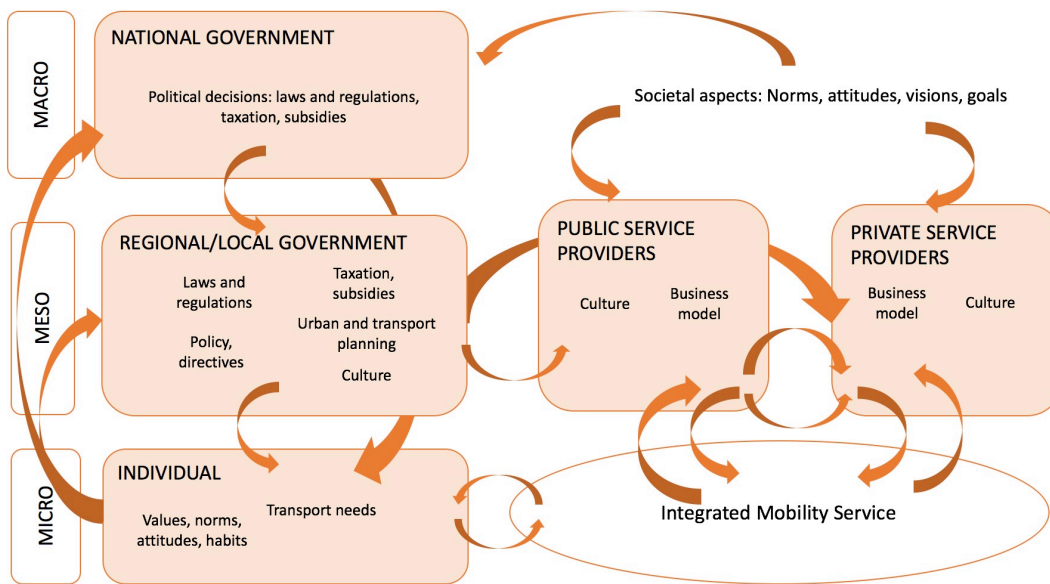 MACRO
NATIONAL GOVERNMENT
Political decisions: laws and regulations,
taxation, subsidies
Societal aspects: Norms, attitudes, visions, goals
MESO
REGIONAL/LOCAL GOVERNMENT
Laws and
regulations
Taxation,
subsidies
Policy,
directives
Urban and transport
planning
Culture
PUBLIC SERVICE
PROVIDERS
Culture
Business
model
PRIVATE SERVICE
PROVIDERS
Business
model
Culture
MICRO
INDIVIDUAL
Values, norms,
attitudes, habits
Transport needs
Integrated Mobility Service